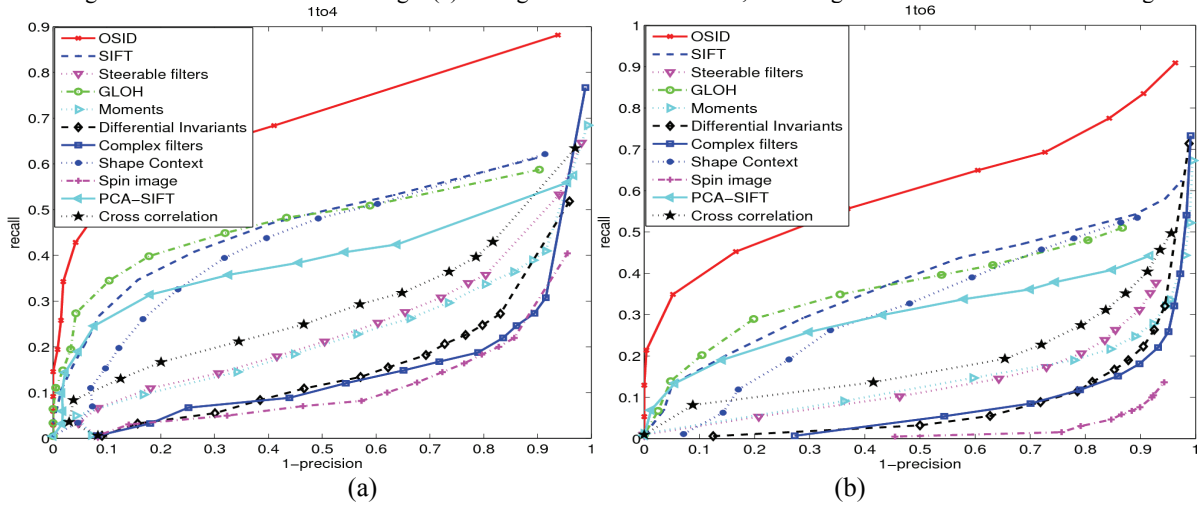 1to4
0.9
0.8
0.7
0.6
0.5
0.4
0.3
0.2
0.1
0
recall
OSID
SIFT
Steerable filters
GLOH
Moments
Differential Invariants
Complex filters
Shape Context
Spin image
PCA−SIFT
Cross correlation
0 0.1 0.2 0.3 0.4 0.5 0.6 0.7 0.8 0.9 1
1−precision
(a)
1to6
1
0.9
0.8
0.7
0.6
0.5
0.4
0.3
0.2
0.1
0
recall
OSID
SIFT
Steerable filters
GLOH
Moments
Differential Invariants
Complex filters
Shape Context
Spin image
PCA−SIFT
Cross correlation
0 0.1 0.2 0.3 0.4 0.5 0.6 0.7 0.8 0.9 1
1−precision
(b)